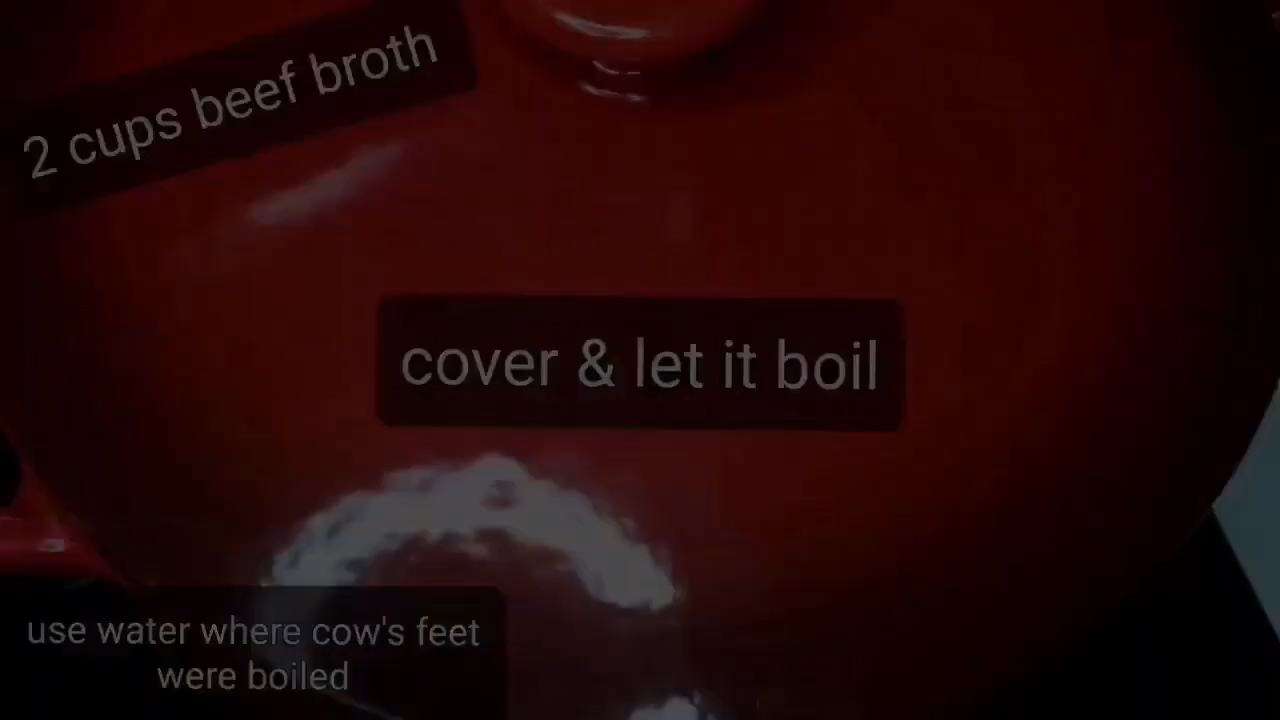 2 cups beef broth
cover & let it boil
use water where cow's feet
were boiled